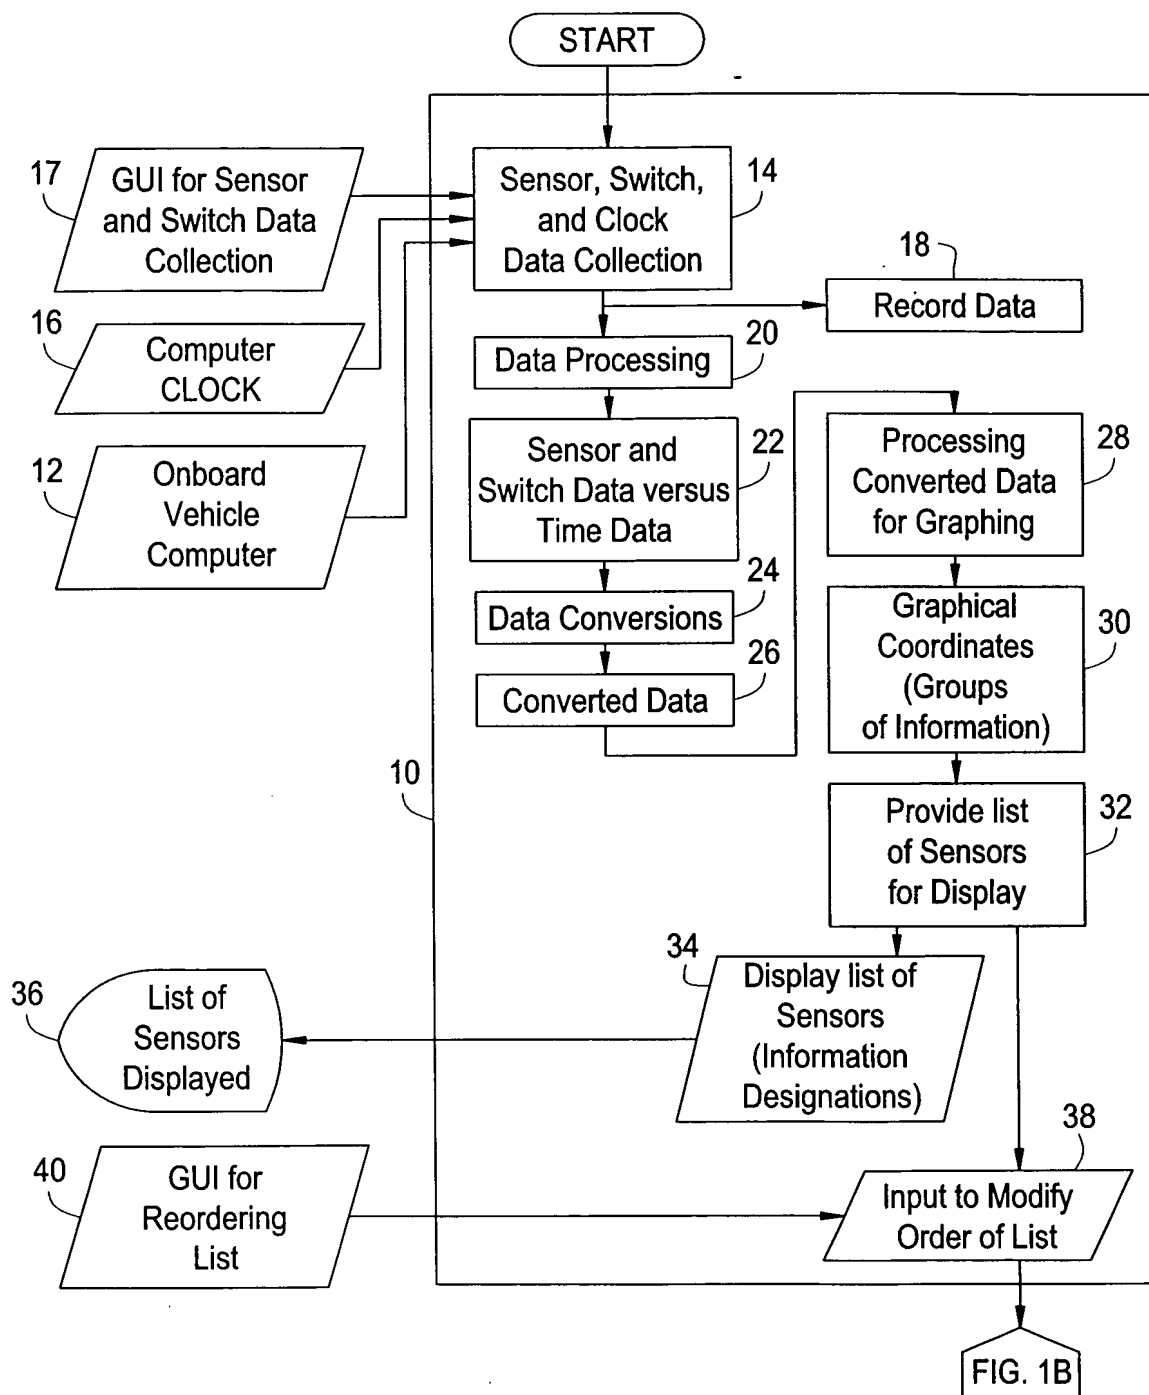 START
17
GUI for Sensor
and Switch Data
Collection
Sensor, Switch,
and Clock
Data Collection
14
18
Record Data
16
Computer
CLOCK
Data Processing
20
12
Onboard
Vehicle
Computer
Sensor and
Switch Data versus
Time Data
22
Processing
Converted Data
for Graphing
28
Data Conversions
24
Graphical
Coordinates
(Groups
of Information)
30
Converted Data
26
10
Provide list
of Sensors
for Display
32
34
Display list of
Sensors
(Information
Designations)
36
List of
Sensors
Displayed
38
Input to Modify
Order of List
40
GUI for
Reordering
List
FIG. 1B